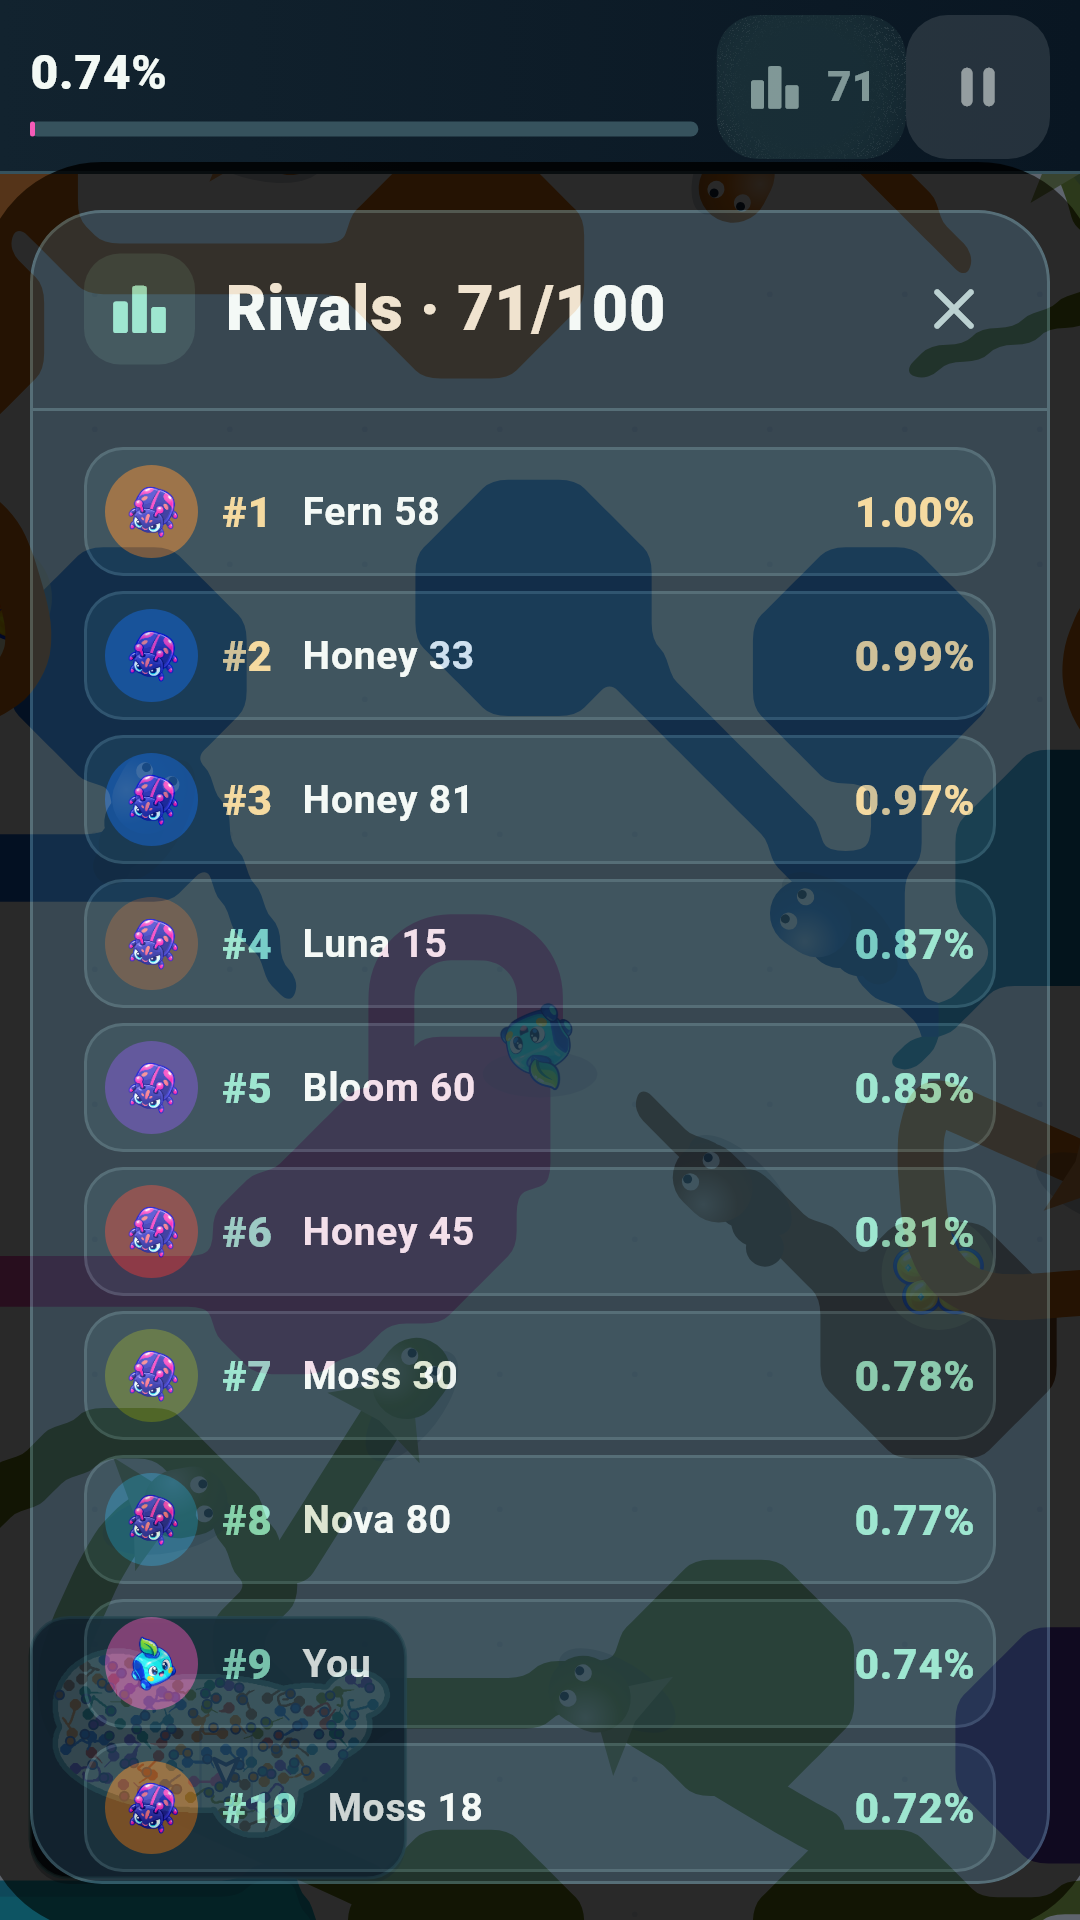 0.74%
71
Rivals · 71/100
#1 Fern 58 1.00%
#2 Honey 33 0.99%
#3 Honey 81 0.97%
#4 Luna 15 0.87%
#5 Bloom 60 0.85%
#6 Honey 45 0.81%
#7 Moss 30 0.78%
#8 Nova 80 0.77%
#9 You 0.74%
#10 Moss 18 0.72%